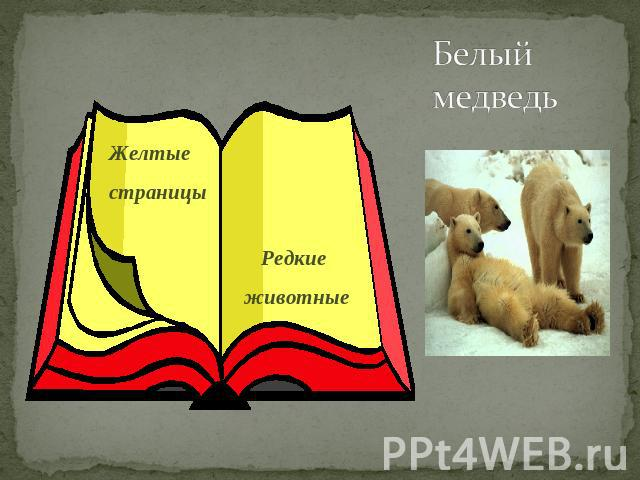 Белый
медведь
Желтые
страницы
Редкие
животные
PPt4WEB.ru